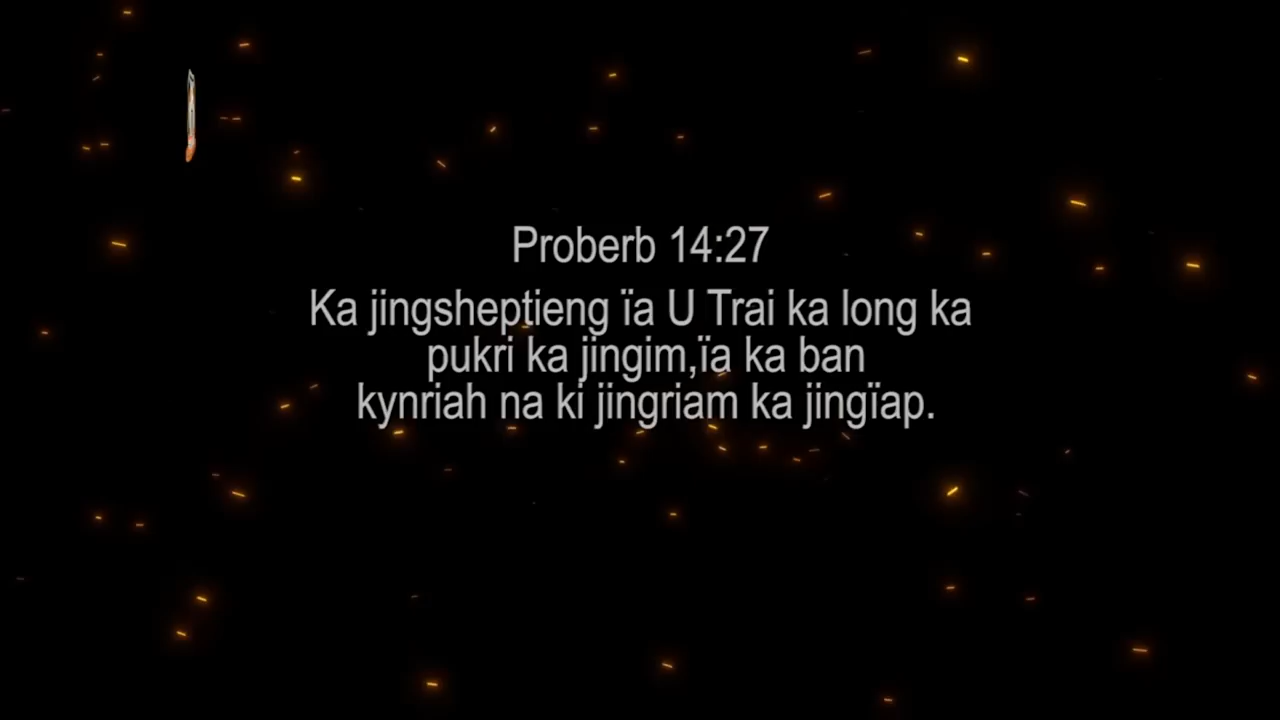 Proberb 14:27
Ka jingsheptieng ïa U Trai ka long ka
pukri ka jingim,ïa ka ban
kynriah na ki jingriam ka jingïap.